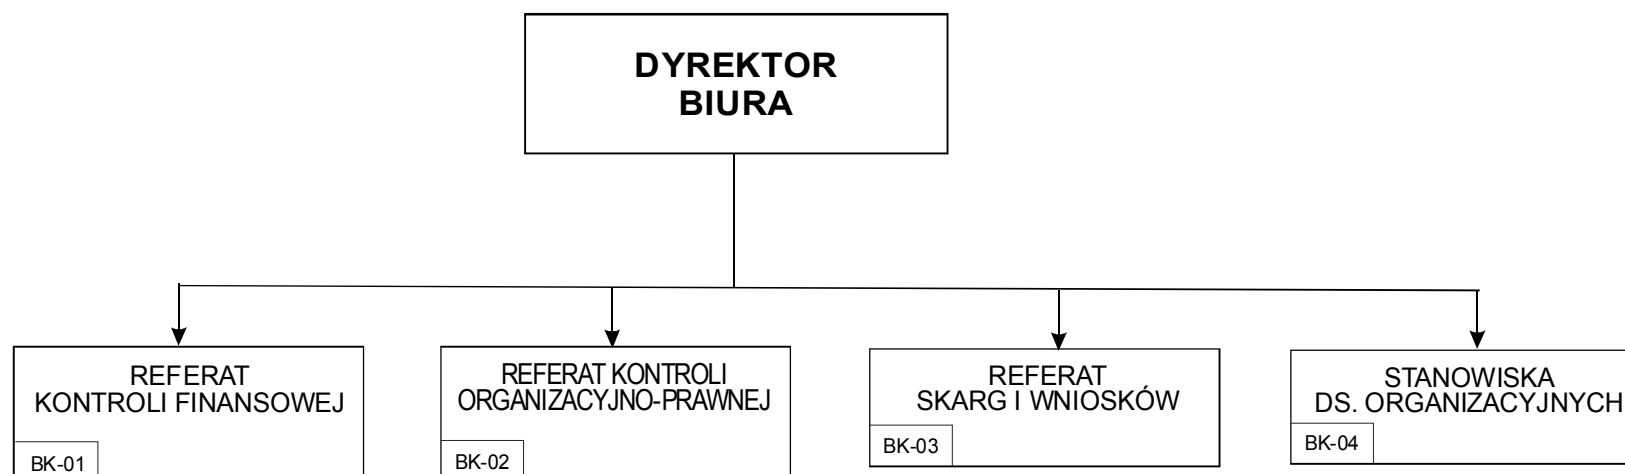 DYREKTOR
BIURA
REFERAT
KONTROLI FINANSOWEJ
BK-01
REFERAT KONTROLI
ORGANIZACYJNO-PRAWNEJ
BK-02
REFERAT
SKARG I WNIOSKÓW
BK-03
STANOWISKA
DS. ORGANIZACYJNYCH
BK-04